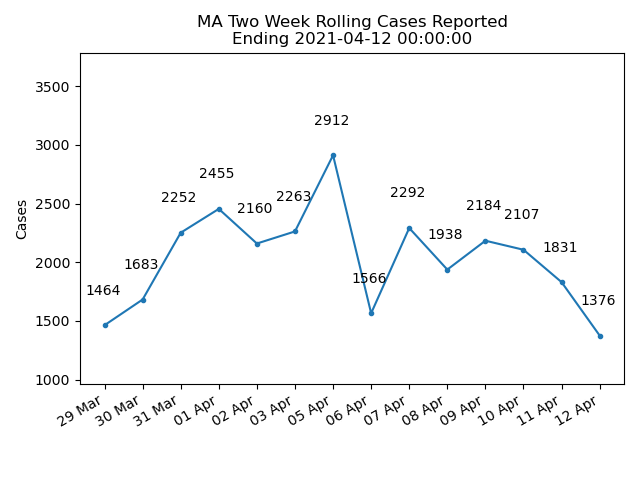 MA Two Week Rolling Cases Reported
Ending 2021-04-12 00:00:00
3500
3000
2500
2000
1500
1000
Cases
1464
1683
2252
2455
2160
2263
2912
1566
2292
1938
2184
2107
1831
1376
29 Mar
30 Mar
31 Mar
01 Apr
02 Apr
03 Apr
05 Apr
06 Apr
07 Apr
08 Apr
09 Apr
10 Apr
11 Apr
12 Apr